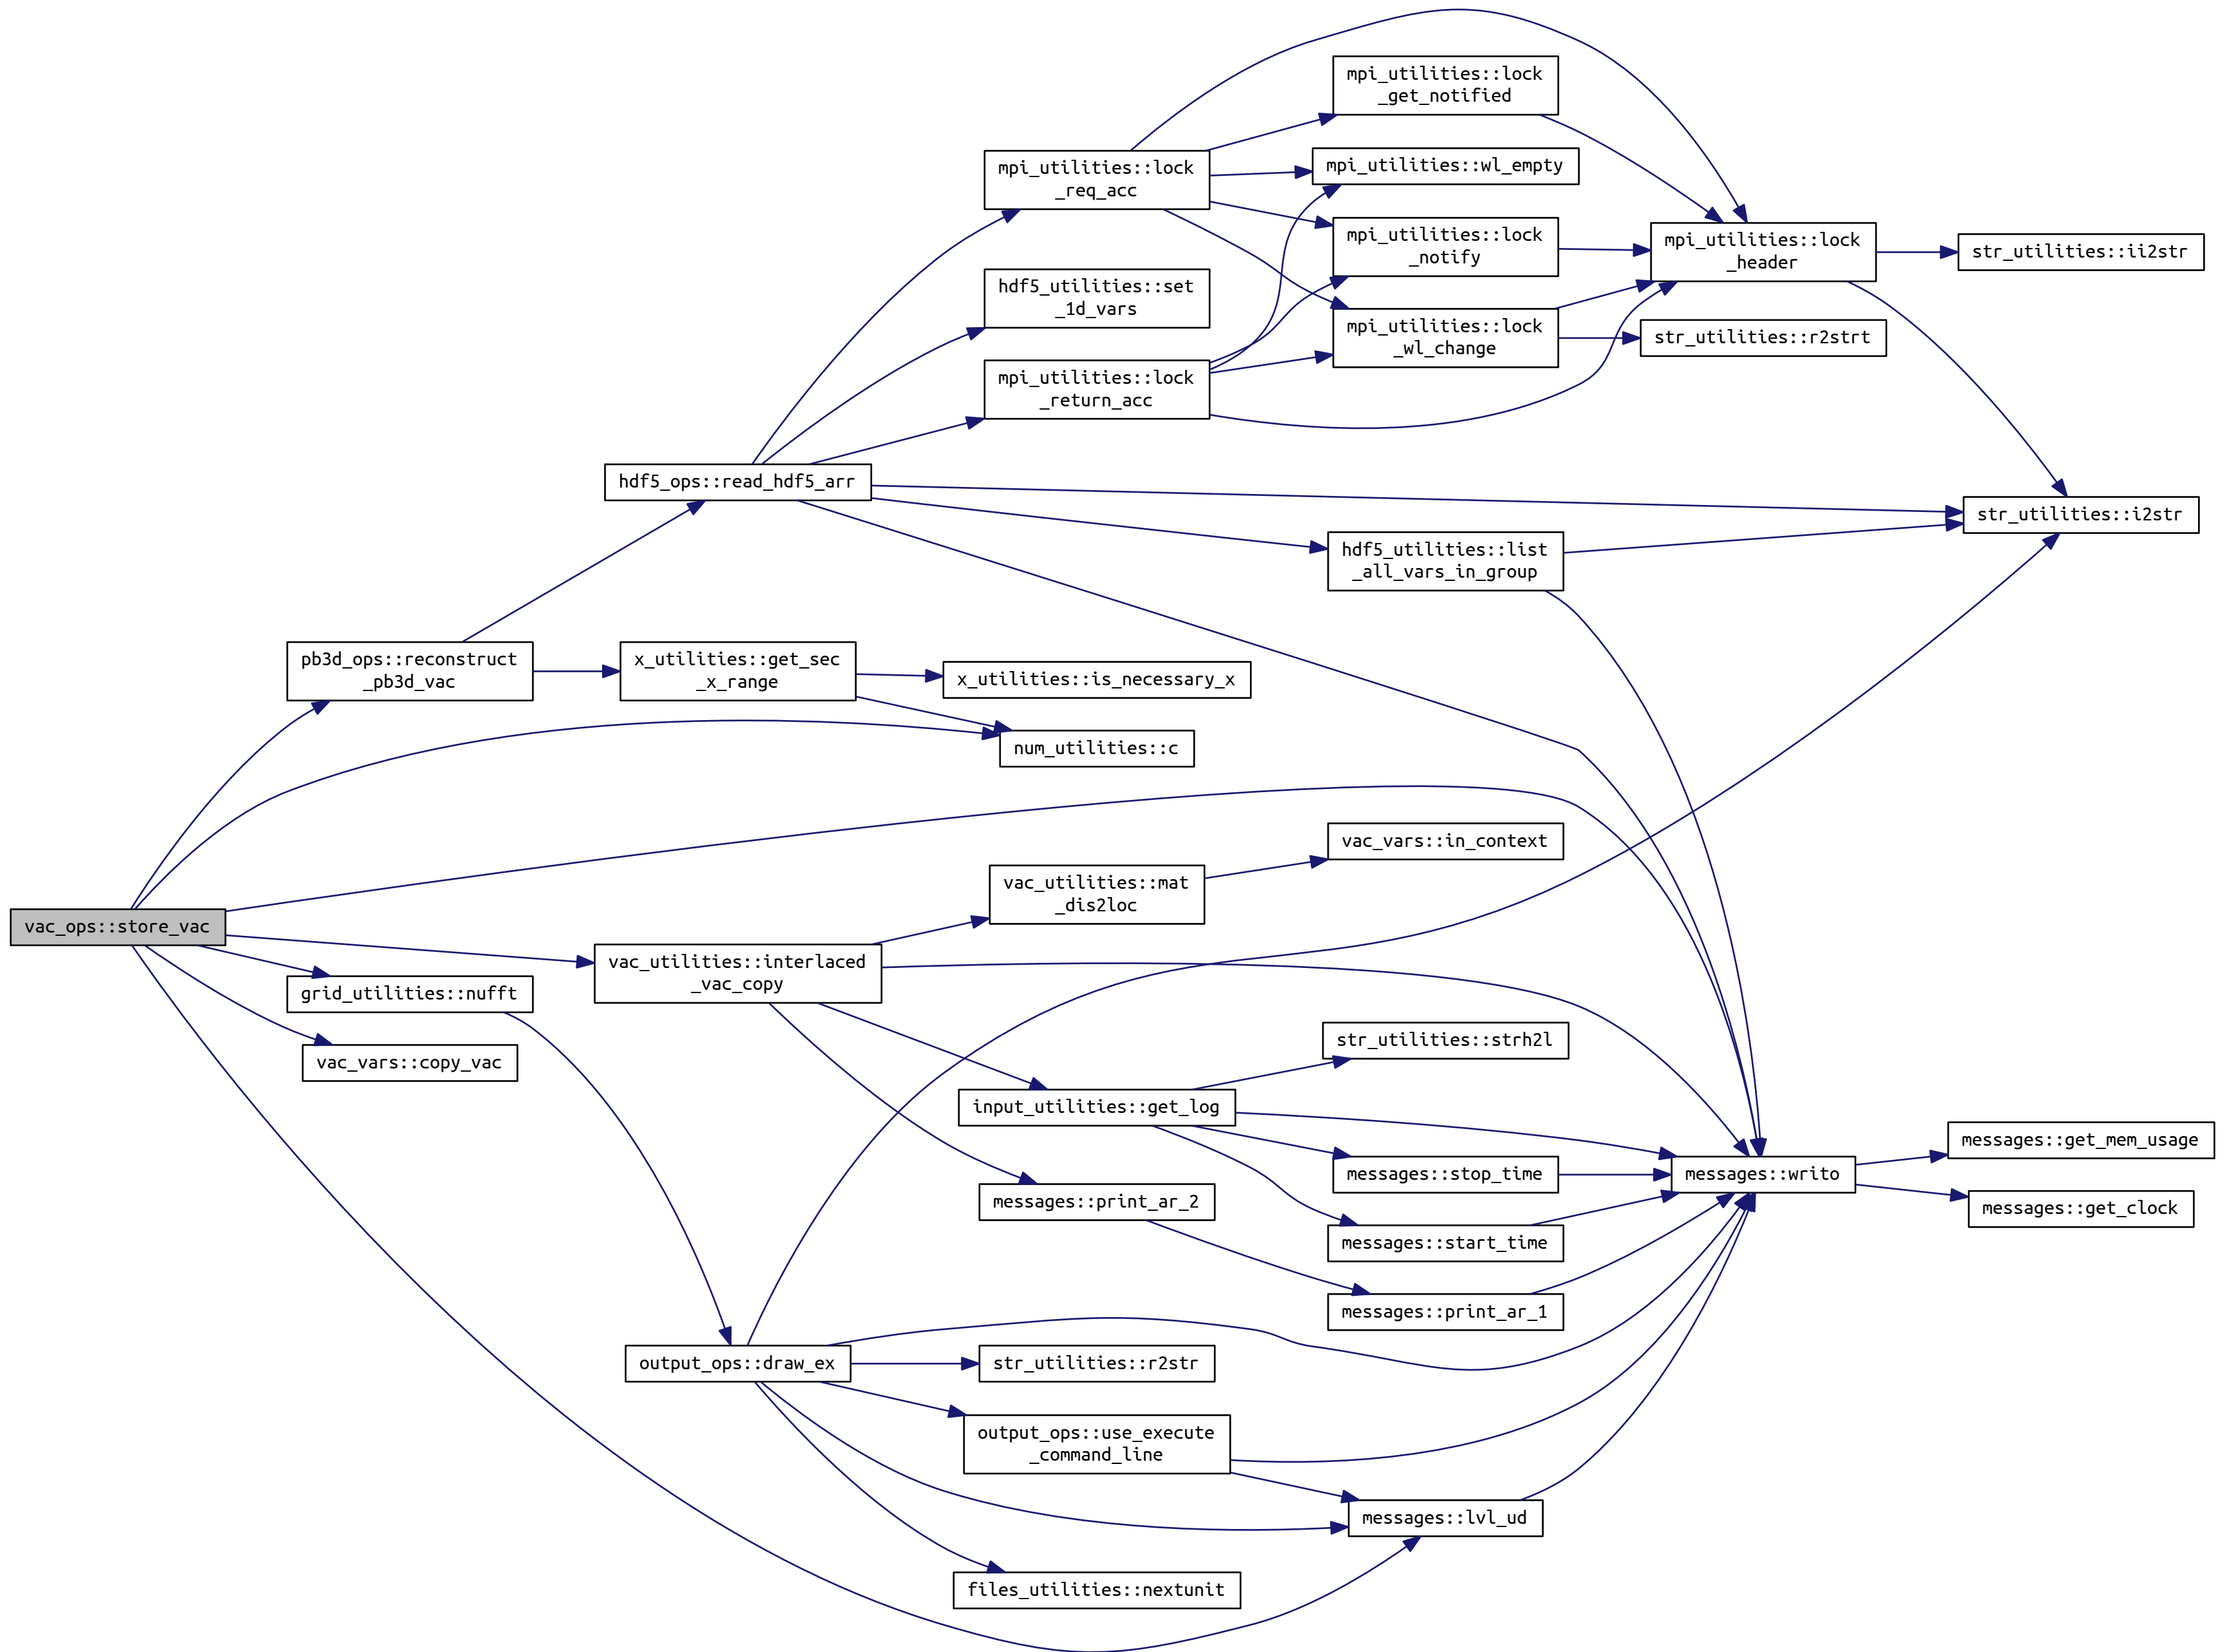 mpi_utilities::lock
_get_notified
mpi_utilities::lock
_req_acc
mpi_utilities::wl_empty
mpi_utilities::lock
_notify
mpi_utilities::lock
_header
str_utilities::ii2str
hdf5_utilities::set
_1d_vars
mpi_utilities::lock
_wl_change
str_utilities::r2strt
mpi_utilities::lock
_return_acc
hdf5_ops::read_hdf5_arr
str_utilities::i2str
hdf5_utilities::list
_all_vars_in_group
pb3d_ops::reconstruct
_pb3d_vac
x_utilities::get_sec
_x_range
x_utilities::is_necessary_x
num_utilities::c
vac_vars::in_context
vac_utilities::mat
_dis2loc
vac_ops::store_vac
vac_utilities::interlaced
_vac_copy
grid_utilities::nufft
vac_vars::copy_vac
str_utilities::strh2l
input_utilities::get_log
messages::get_mem_usage
messages::stop_time
messages::writo
messages::print_ar_2
messages::get_clock
messages::start_time
messages::print_ar_1
output_ops::draw_ex
str_utilities::r2str
output_ops::use_execute
_command_line
messages::lvl_ud
files_utilities::nextunit